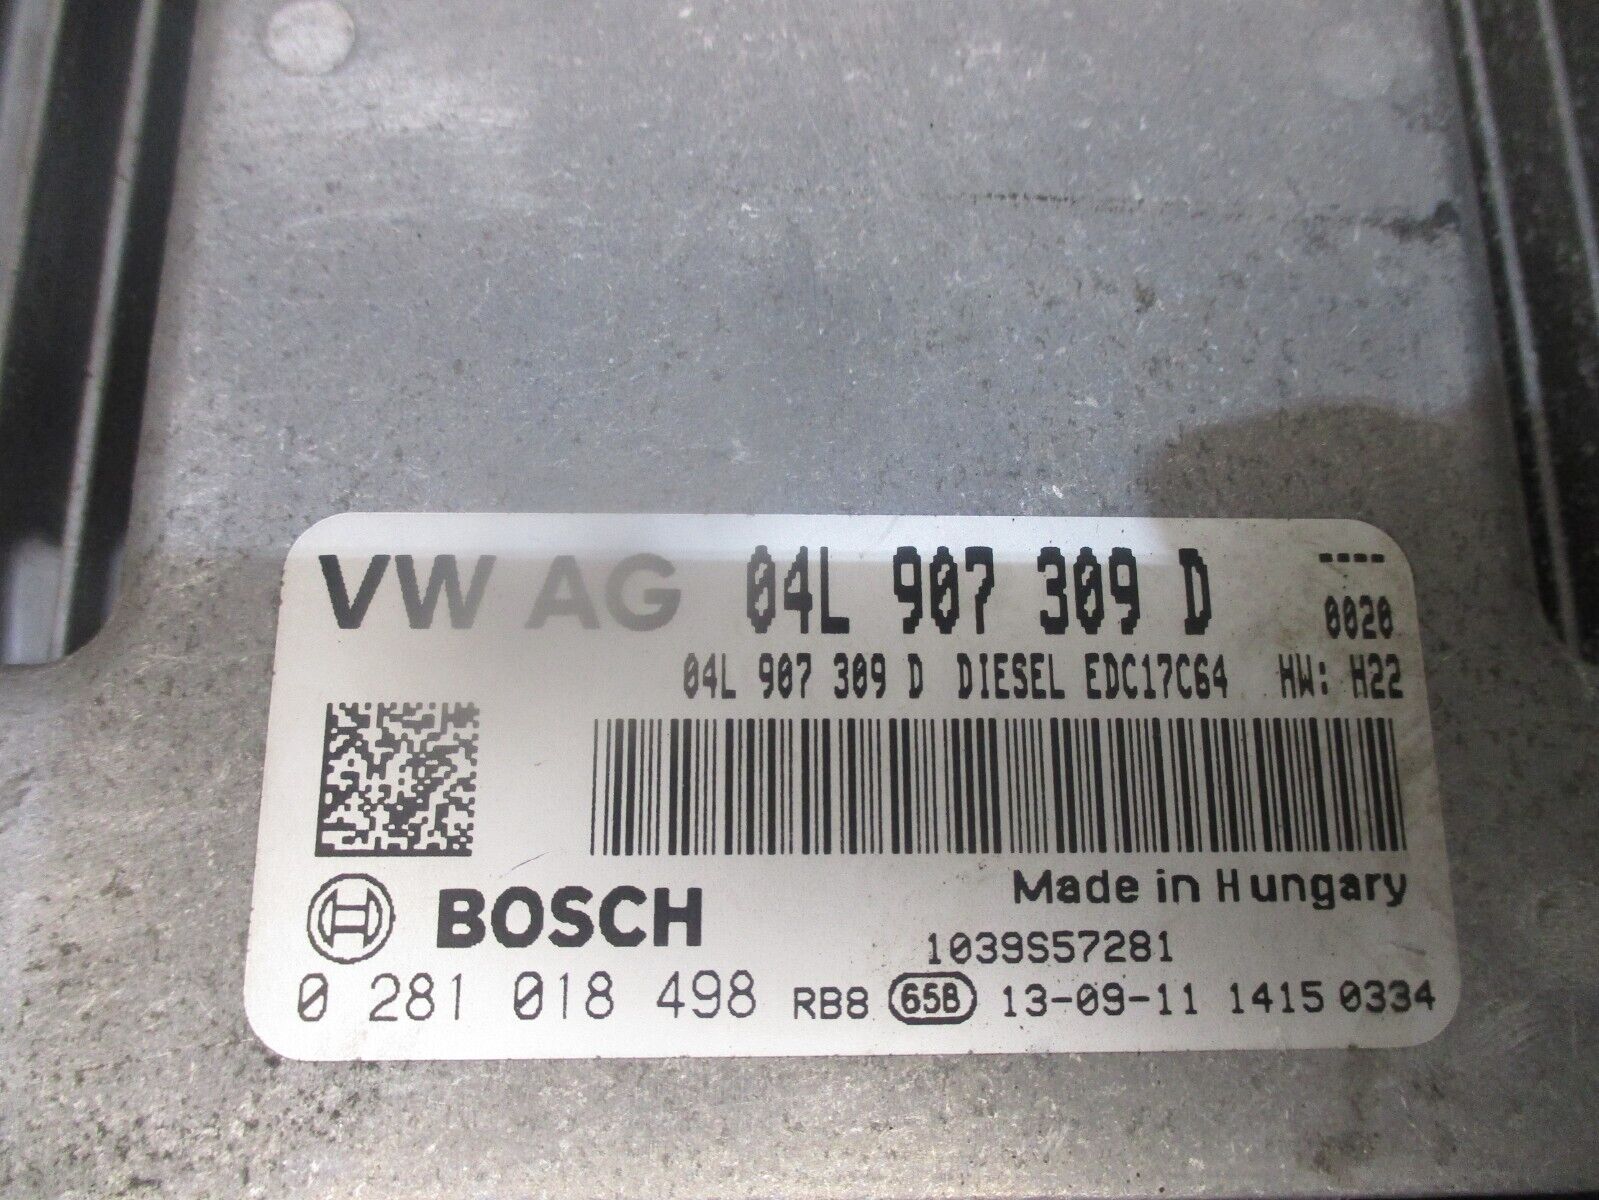 VW AG 04L 907 309 D ----
0020
04L 907 309 D DIESEL EDC17C64 HW: H22
Made in Hungary
BOSCH
1039S57281
0 281 018 498 RB8 65B 13-09-11 1415 0334